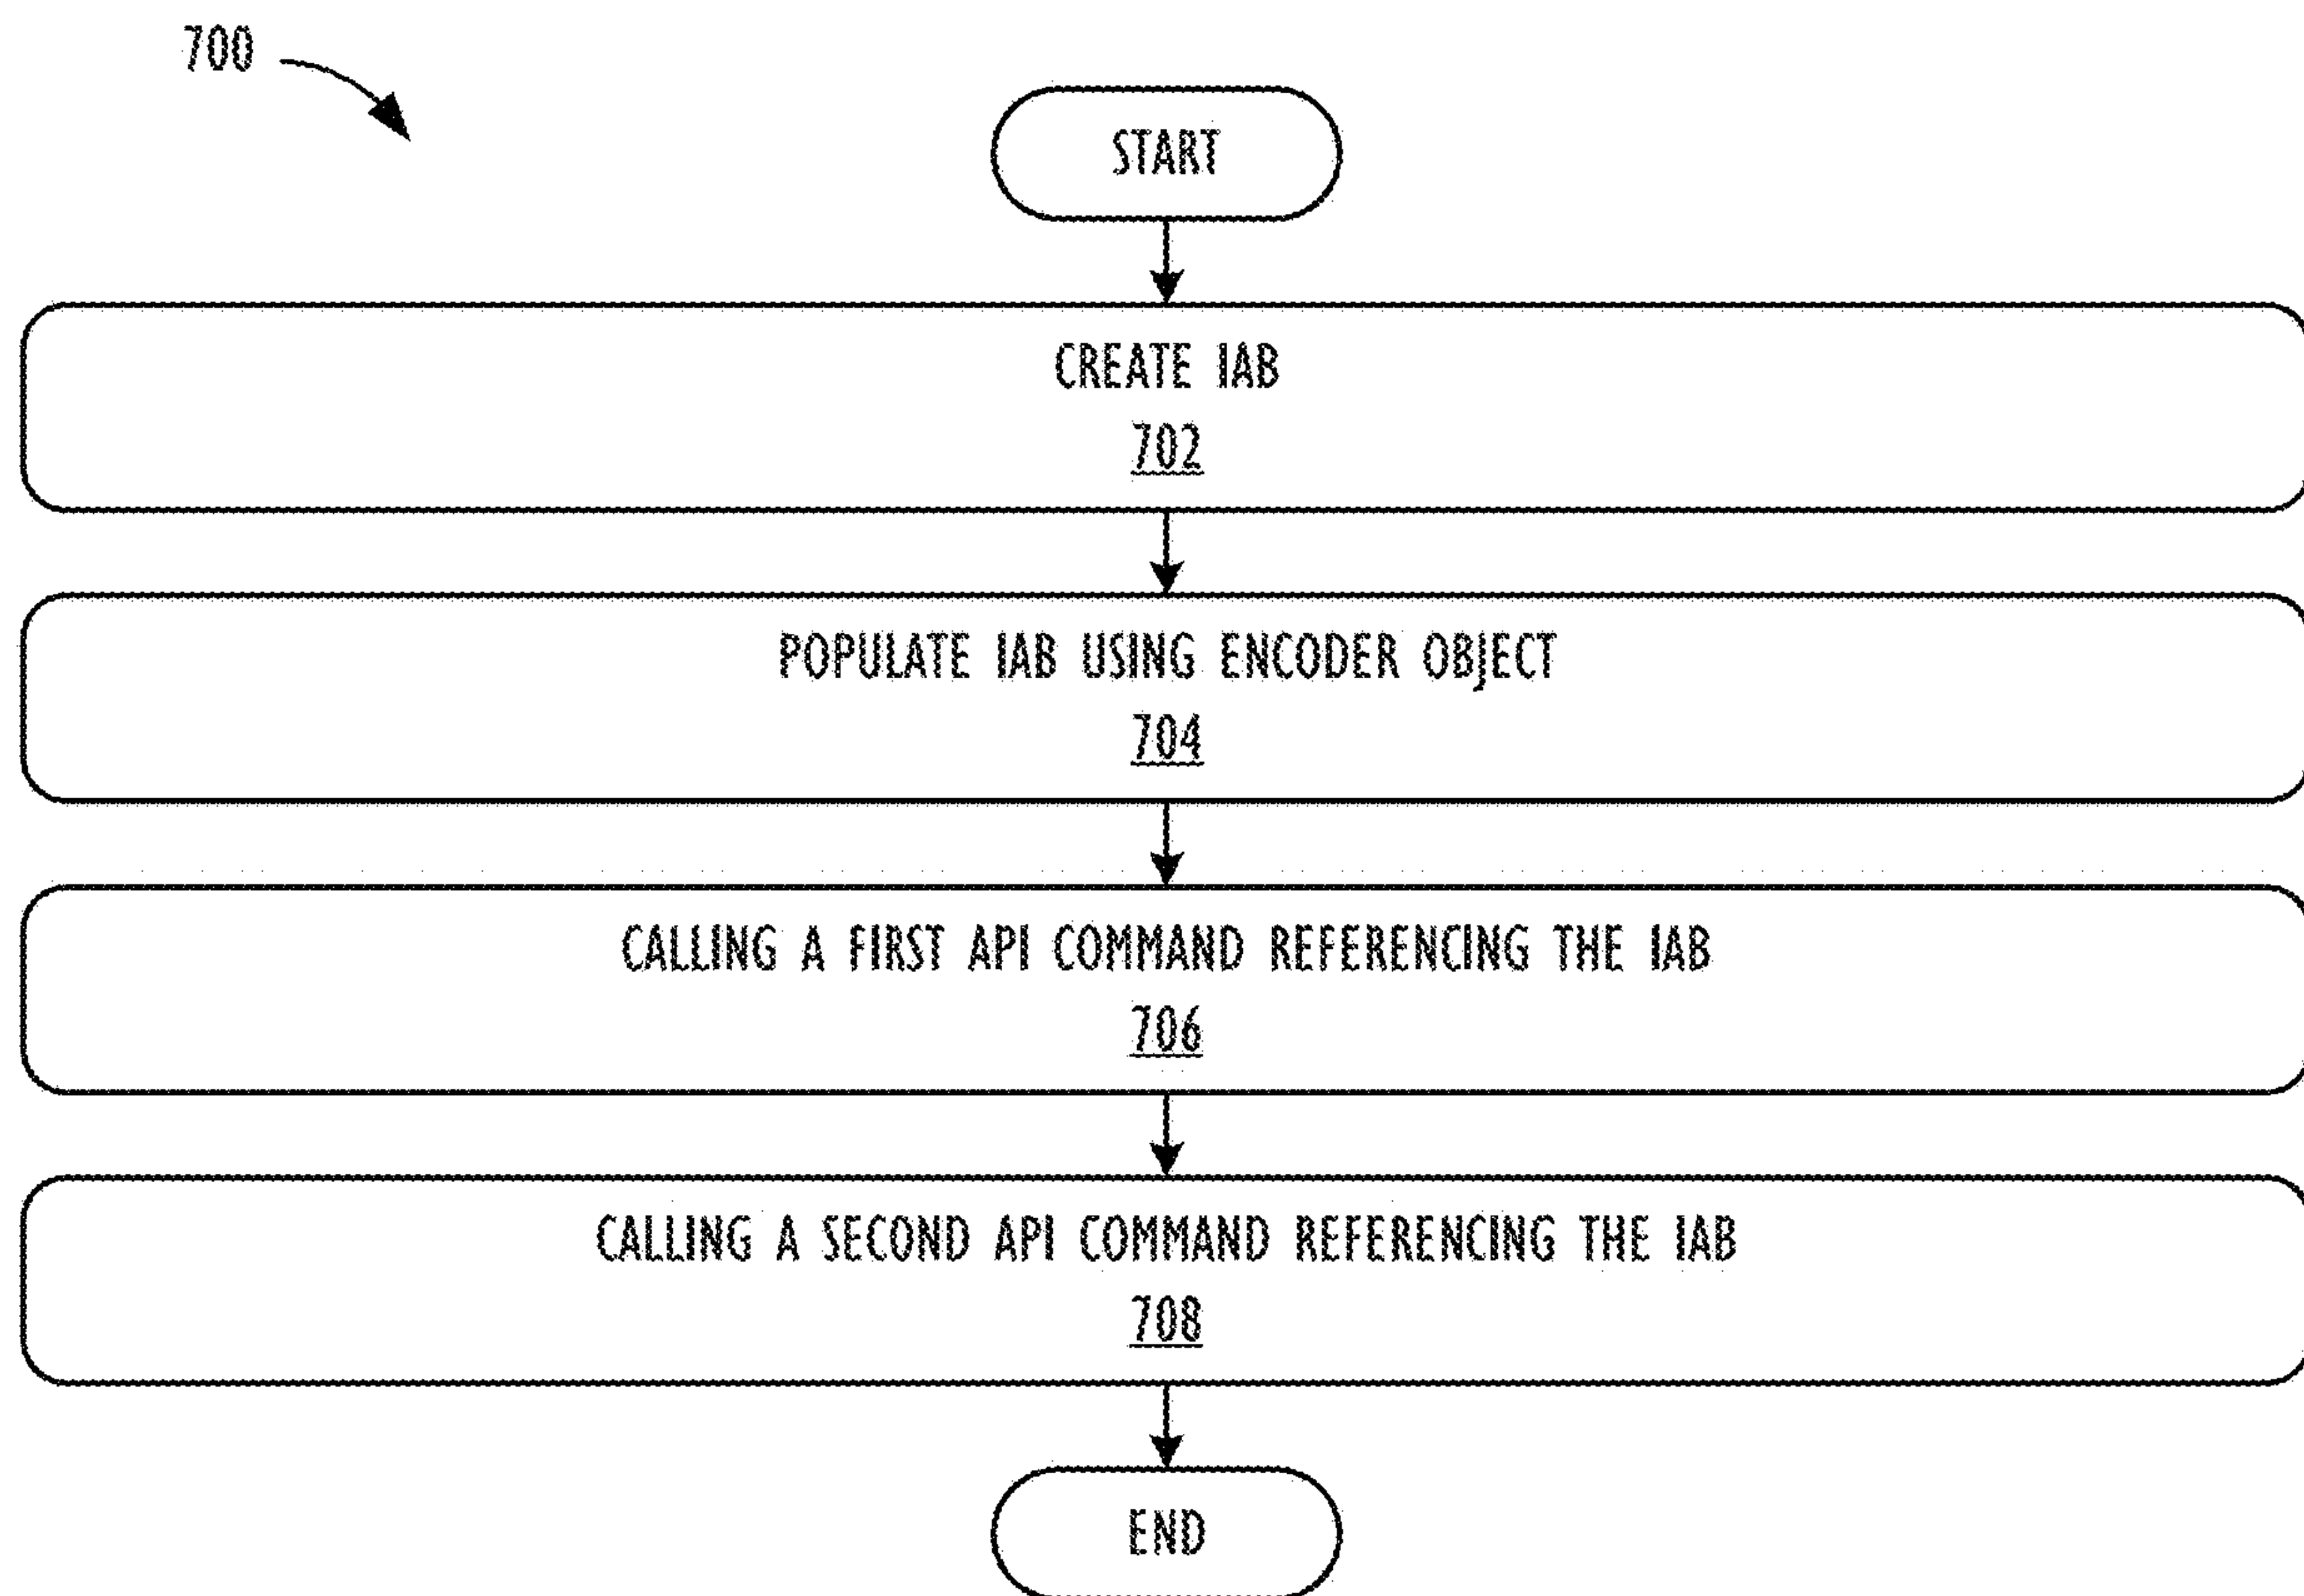 700
START
CREATE IAB
702
POPULATE IAB USING ENCODER OBJECT
704
CALLING A FIRST API COMMAND REFERENCING THE IAB
706
CALLING A SECOND API COMMAND REFERENCING THE IAB
708
END